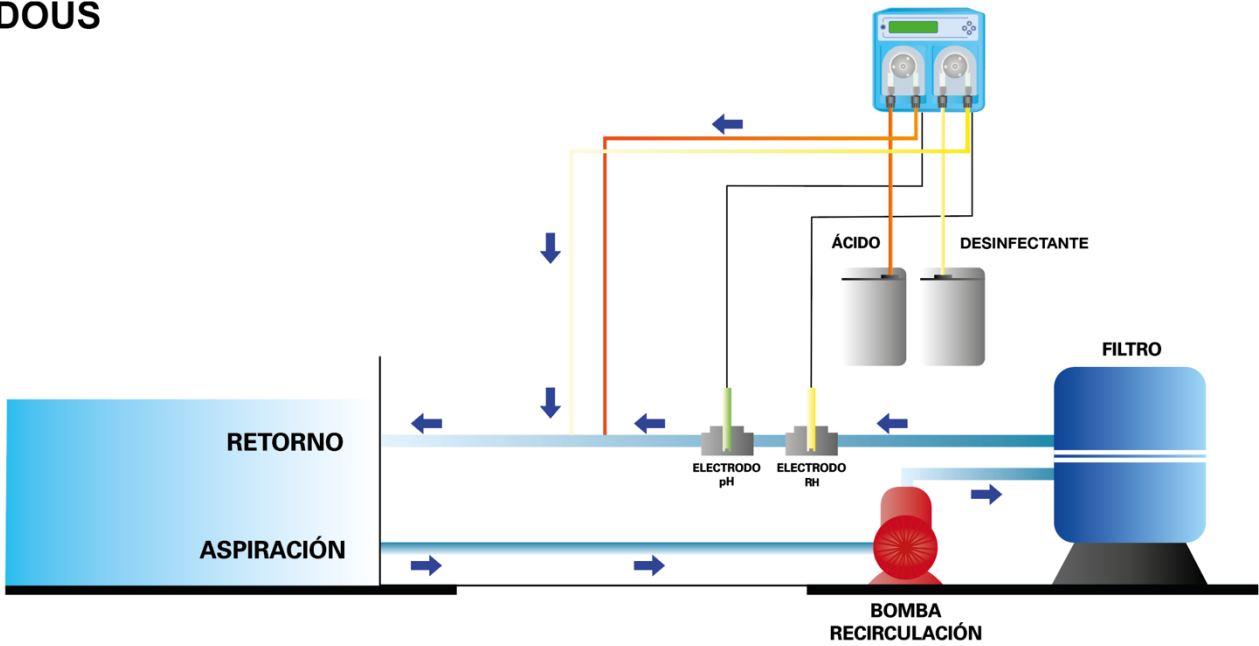 DOUS
ÁCIDO
DESINFECTANTE
FILTRO
RETORNO
ELECTRODO
pH
ELECTRODO
RH
ASPIRACIÓN
BOMBA
RECIRCULACIÓN